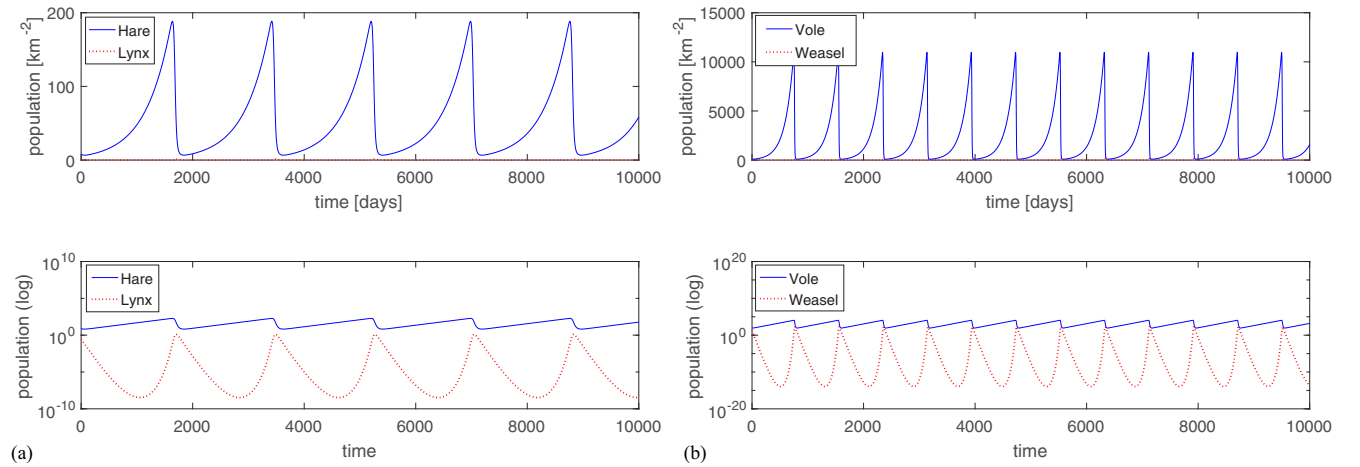 population [km⁻²]
200
100
0
Hare
Lynx
0 2000 4000 6000 8000 10000
time [days]
population [km⁻²]
15000
10000
5000
0
Vole
Weasel
0 2000 4000 6000 8000 10000
time [days]
population (log)
10¹⁰
10⁰
10⁻¹⁰
Hare
Lynx
0 2000 4000 6000 8000 10000
time
(a)
population (log)
10²⁰
10⁰
10⁻²⁰
Vole
Weasel
0 2000 4000 6000 8000 10000
time
(b)